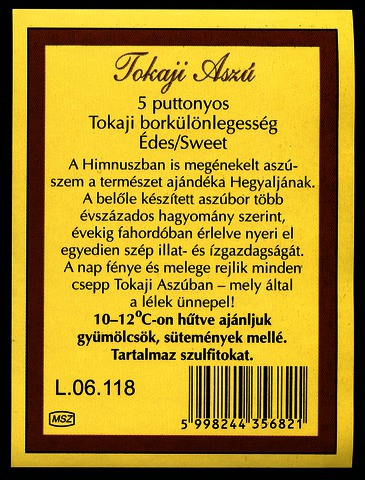 Tokaji Aszú
5 puttonyos
Tokaji borkülönlegesség
Édes/Sweet
A Himnuszban is megénekelt aszú-
szem a természet ajándéka Hegyaljának.
A belőle készített aszúbor több
évszázados hagyomány szerint,
évekig fahordóban érlelve nyeri el
egyedien szép illat- és ízgazdagságát.
A nap fénye és melege rejlik minden
csepp Tokaji Aszúban – mely által
a lélek ünnepel!
10–12°C-on hűtve ajánljuk
gyümölcsök, sütemények mellé.
Tartalmaz szulfitokat.
L.06.118
MSZ
5 998244 356821